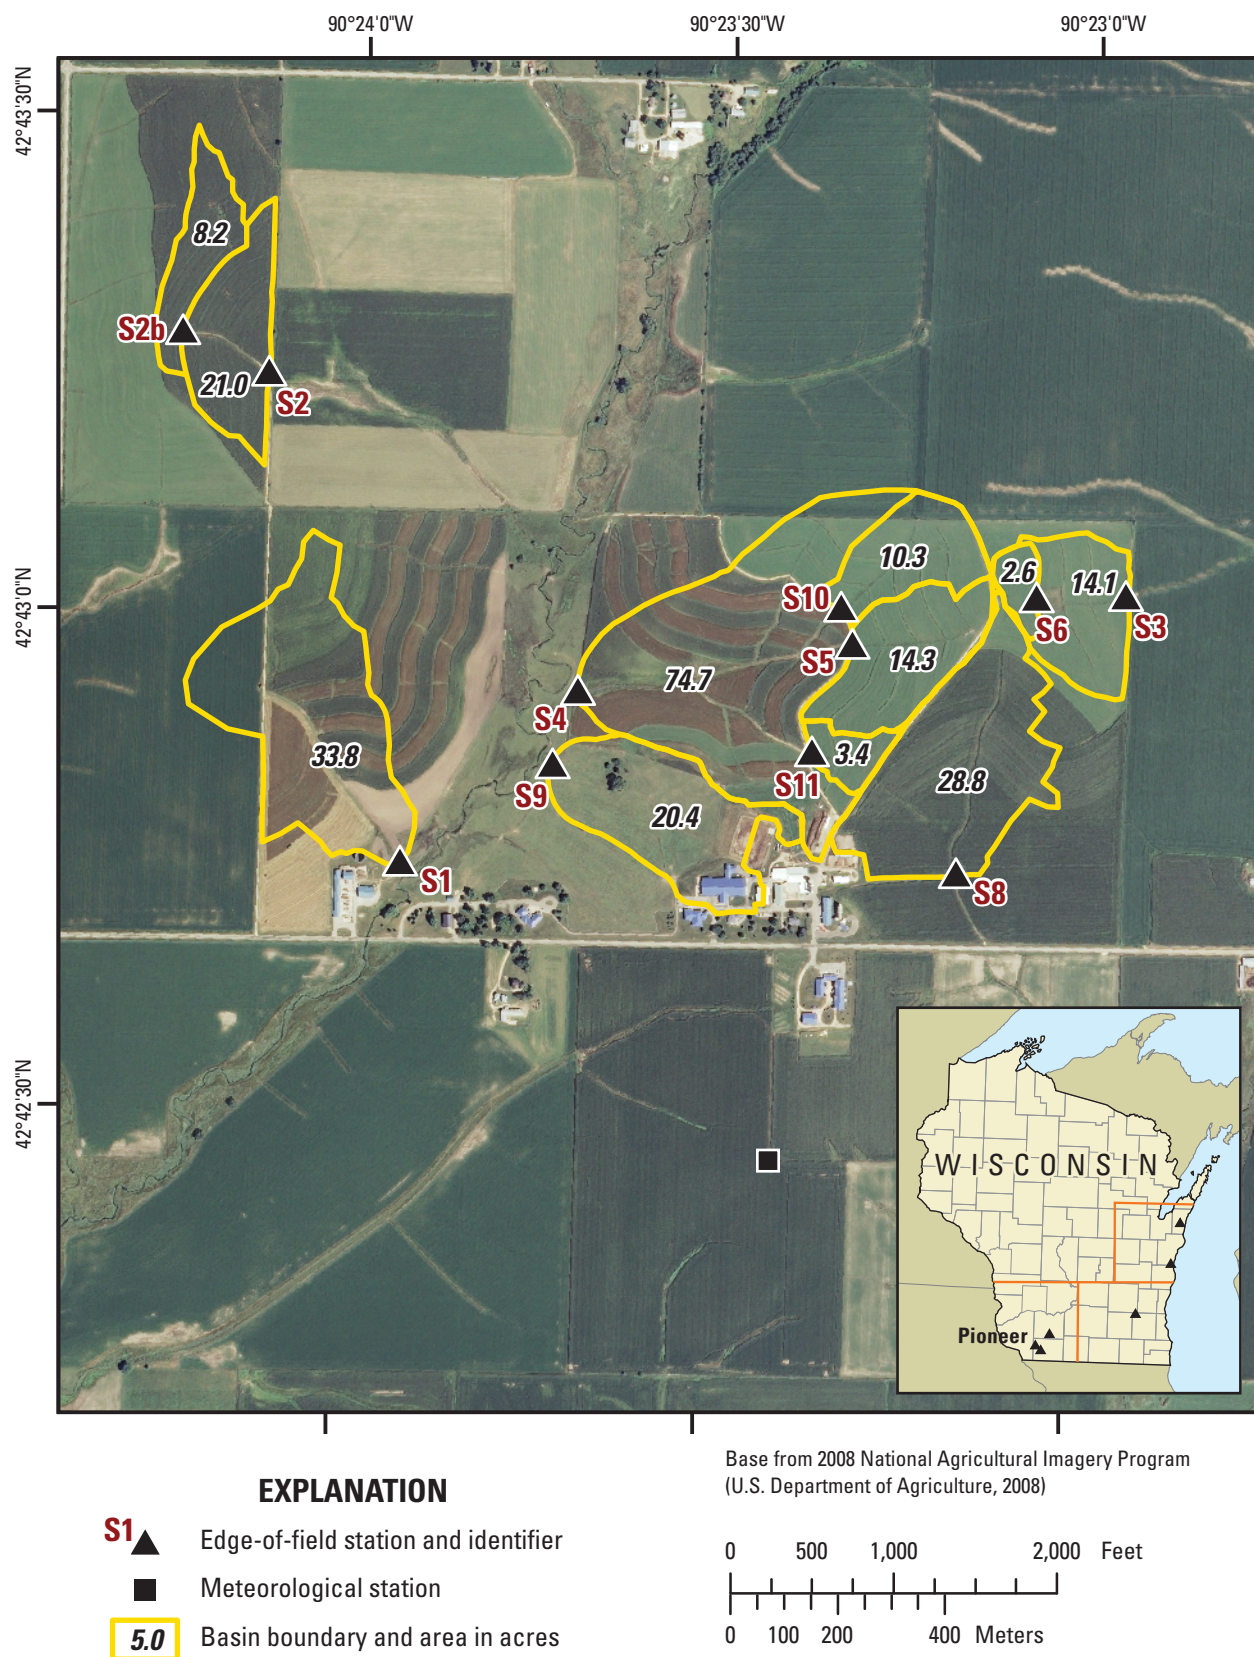 90°24'0"W
90°23'30"W
90°23'0"W
42°43'30"N
8.2
S2b
21.0
S2
10.3
2.6
14.1
42°43'0"N
S10
S6
S3
S5
14.3
74.7
S4
33.8
3.4
S11
28.8
S9
20.4
S1
S8
42°42'30"N
WISCONSIN
Pioneer
Base from 2008 National Agricultural Imagery Program
(U.S. Department of Agriculture, 2008)
EXPLANATION
S1
Edge-of-field station and identifier
Meteorological station
5.0
Basin boundary and area in acres
0 500 1,000 2,000 Feet
0 100 200 400 Meters